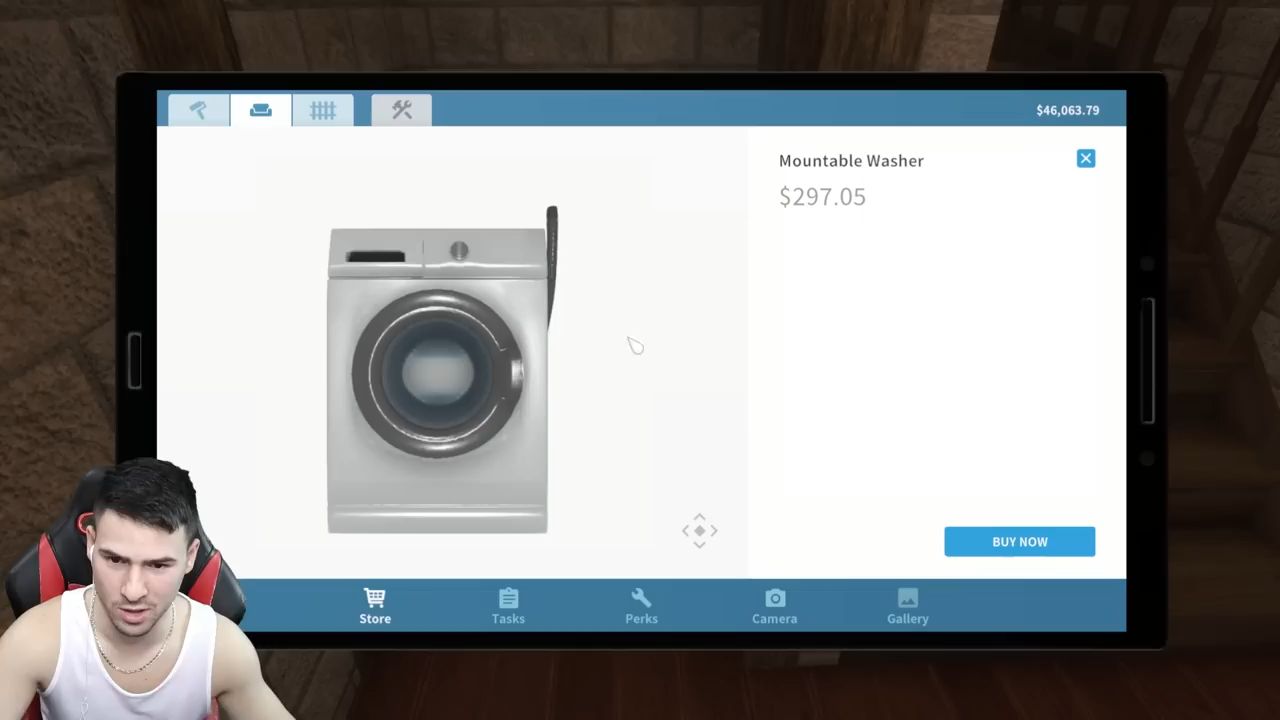 $46,063.79
Mountable Washer
$297.05
BUY NOW
Store
Tasks
Perks
Camera
Gallery